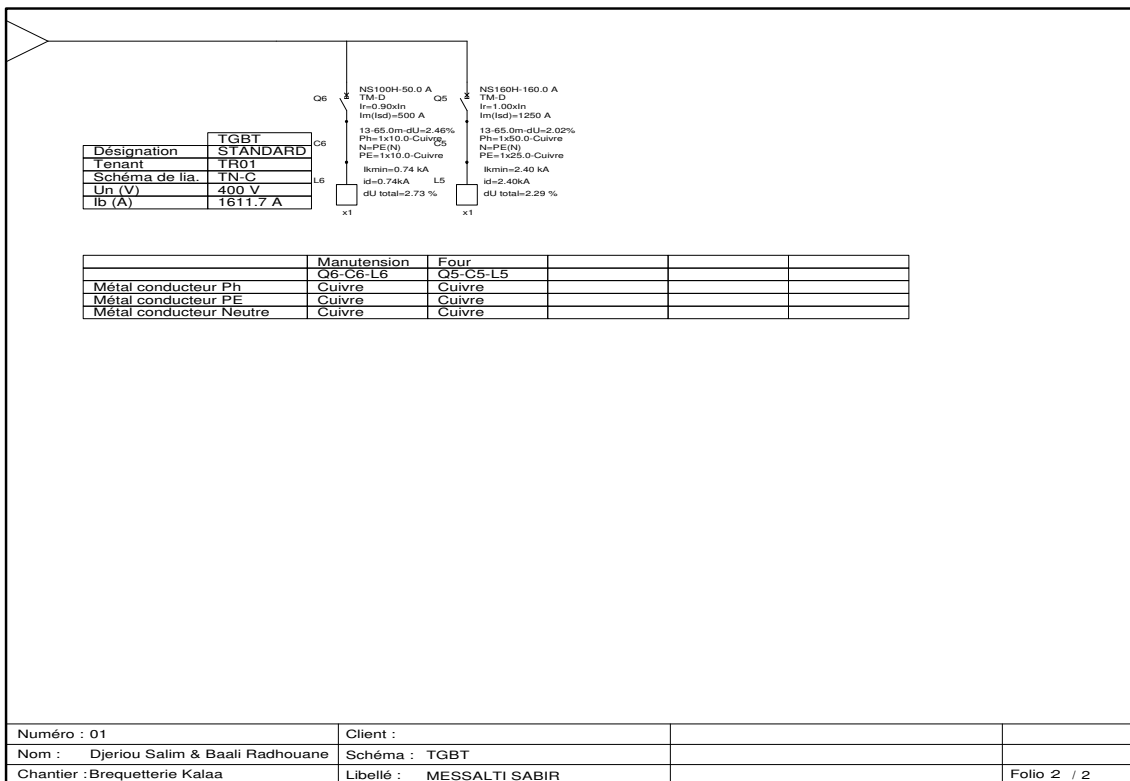 NS100H-50.0 A
Q6
TM-D
Ir=0.90xIn
Im(Isd)=500 A
13-65.0m-dU=2.46%
C6
Ph=1x10.0-Cuivre
N=PE(N)
PE=1x10.0-Cuivre
Ikmin=0.74 kA
L6
id=0.74kA
dU total=2.73 %
x1
NS160H-160.0 A
Q5
TM-D
Ir=1.00xIn
Im(Isd)=1250 A
13-65.0m-dU=2.02%
C5
Ph=1x50.0-Cuivre
N=PE(N)
PE=1x25.0-Cuivre
Ikmin=2.40 kA
L5
id=2.40kA
dU total=2.29 %
x1
TGBT
Désignation STANDARD
Tenant TR01
Schéma de lia. TN-C
Un (V) 400 V
Ib (A) 1611.7 A
Manutension Four
Q6-C6-L6 Q5-C5-L5
Métal conducteur Ph Cuivre Cuivre
Métal conducteur PE Cuivre Cuivre
Métal conducteur Neutre Cuivre Cuivre
Numéro : 01 Client :
Nom : Djeriou Salim & Baali Radhouane Schéma : TGBT
Chantier : Brequetterie Kalaa Libellé : MESSALTI SABIR Folio 2 / 2